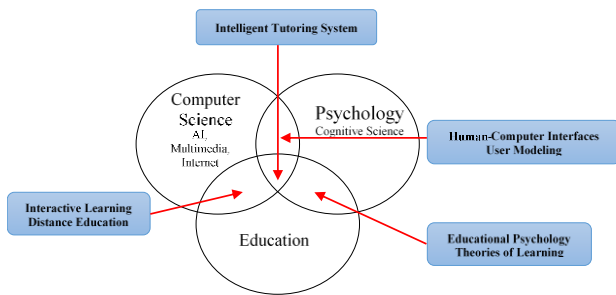 Intelligent Tutoring System
Computer
Science
AI,
Multimedia,
Internet
Psychology
Cognitive Science
Human-Computer Interfaces
User Modeling
Interactive Learning
Distance Education
Education
Educational Psychology
Theories of Learning